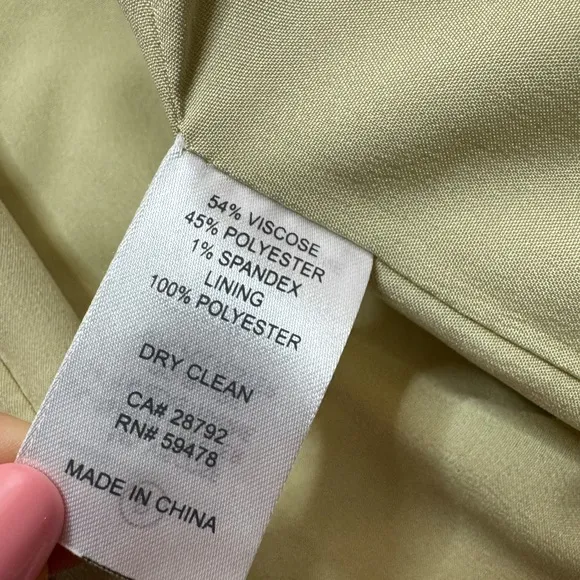 54% VISCOSE
45% POLYESTER
1% SPANDEX
LINING
100% POLYESTER
DRY CLEAN
CA# 28792
RN# 59478
MADE IN CHINA